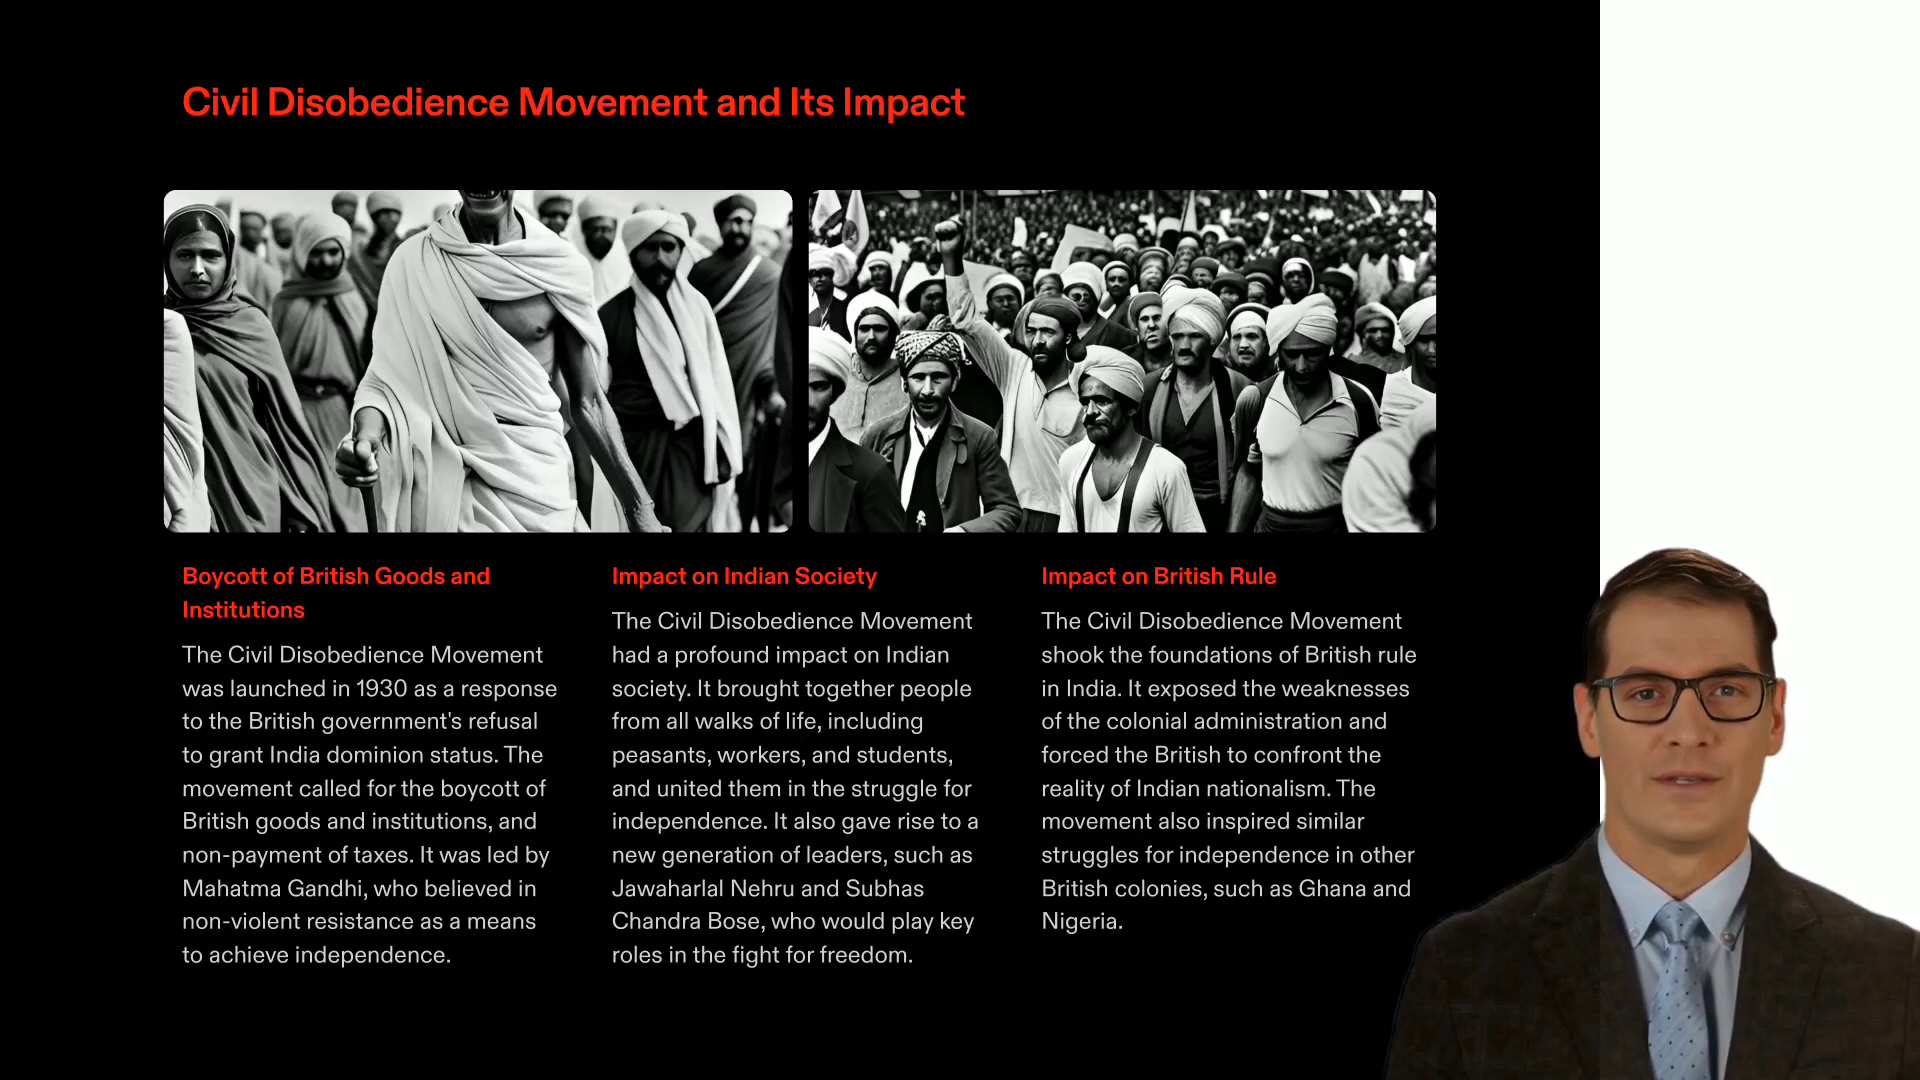 Civil Disobedience Movement and Its Impact
Boycott of British Goods and
Institutions
The Civil Disobedience Movement
was launched in 1930 as a response
to the British government's refusal
to grant India dominion status. The
movement called for the boycott of
British goods and institutions, and
non-payment of taxes. It was led by
Mahatma Gandhi, who believed in
non-violent resistance as a means
to achieve independence.
Impact on Indian Society
The Civil Disobedience Movement
had a profound impact on Indian
society. It brought together people
from all walks of life, including
peasants, workers, and students,
and united them in the struggle for
independence. It also gave rise to a
new generation of leaders, such as
Jawaharlal Nehru and Subhas
Chandra Bose, who would play key
roles in the fight for freedom.
Impact on British Rule
The Civil Disobedience Movement
shook the foundations of British rule
in India. It exposed the weaknesses
of the colonial administration and
forced the British to confront the
reality of Indian nationalism. The
movement also inspired similar
struggles for independence in other
British colonies, such as Ghana and
Nigeria.